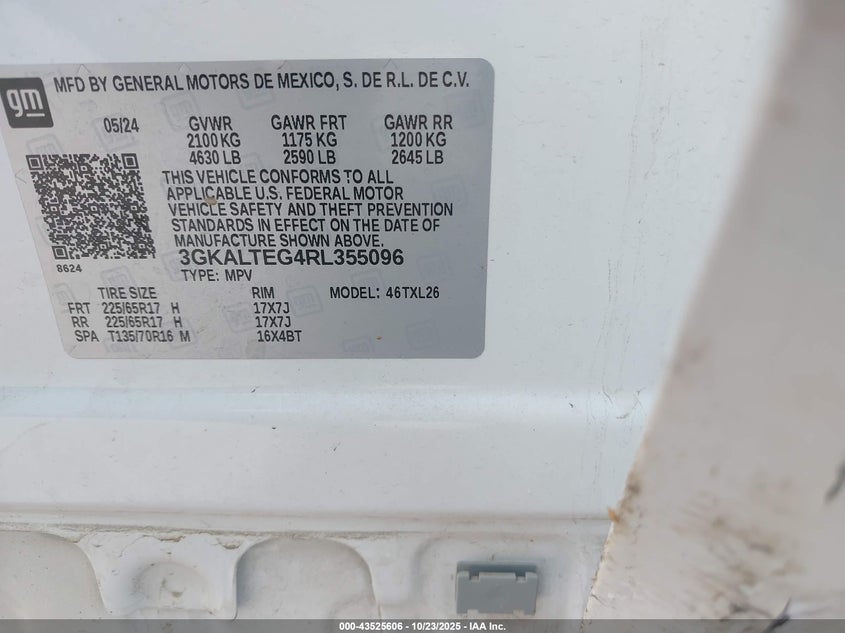 gm
MFD BY GENERAL MOTORS DE MEXICO, S. DE R.L. DE C.V.
05/24 GVWR GAWR FRT GAWR RR
2100 KG 1175 KG 1200 KG
4630 LB 2590 LB 2645 LB
THIS VEHICLE CONFORMS TO ALL
APPLICABLE U.S. FEDERAL MOTOR
VEHICLE SAFETY AND THEFT PREVENTION
STANDARDS IN EFFECT ON THE DATE OF
MANUFACTURE SHOWN ABOVE.
8624
3GKALTEG4RL355096
TYPE: MPV
TIRE SIZE RIM MODEL: 46TXL26
FRT 225/65R17 H 17X7J
RR 225/65R17 H 17X7J
SPA T135/70R16 M 16X4BT
000-43525606 - 10/23/2025 - IAA Inc.